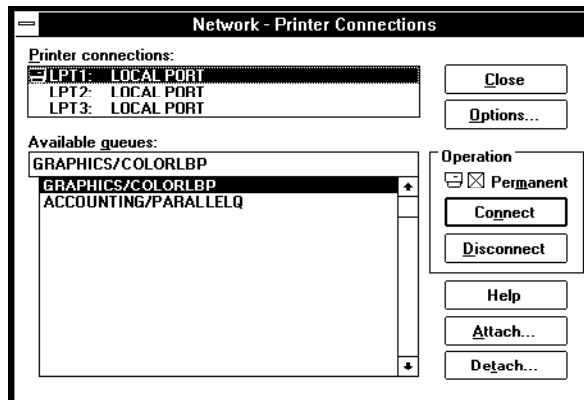 Network - Printer Connections
Printer connections:
LPT1: LOCAL PORT
LPT2: LOCAL PORT
LPT3: LOCAL PORT
Close
Options...
Available queues:
GRAPHICS/COLORLBP
GRAPHICS/COLORLBP
ACCOUNTING/PARALLELQ
Operation
Permanent
Connect
Disconnect
Help
Attach...
Detach...